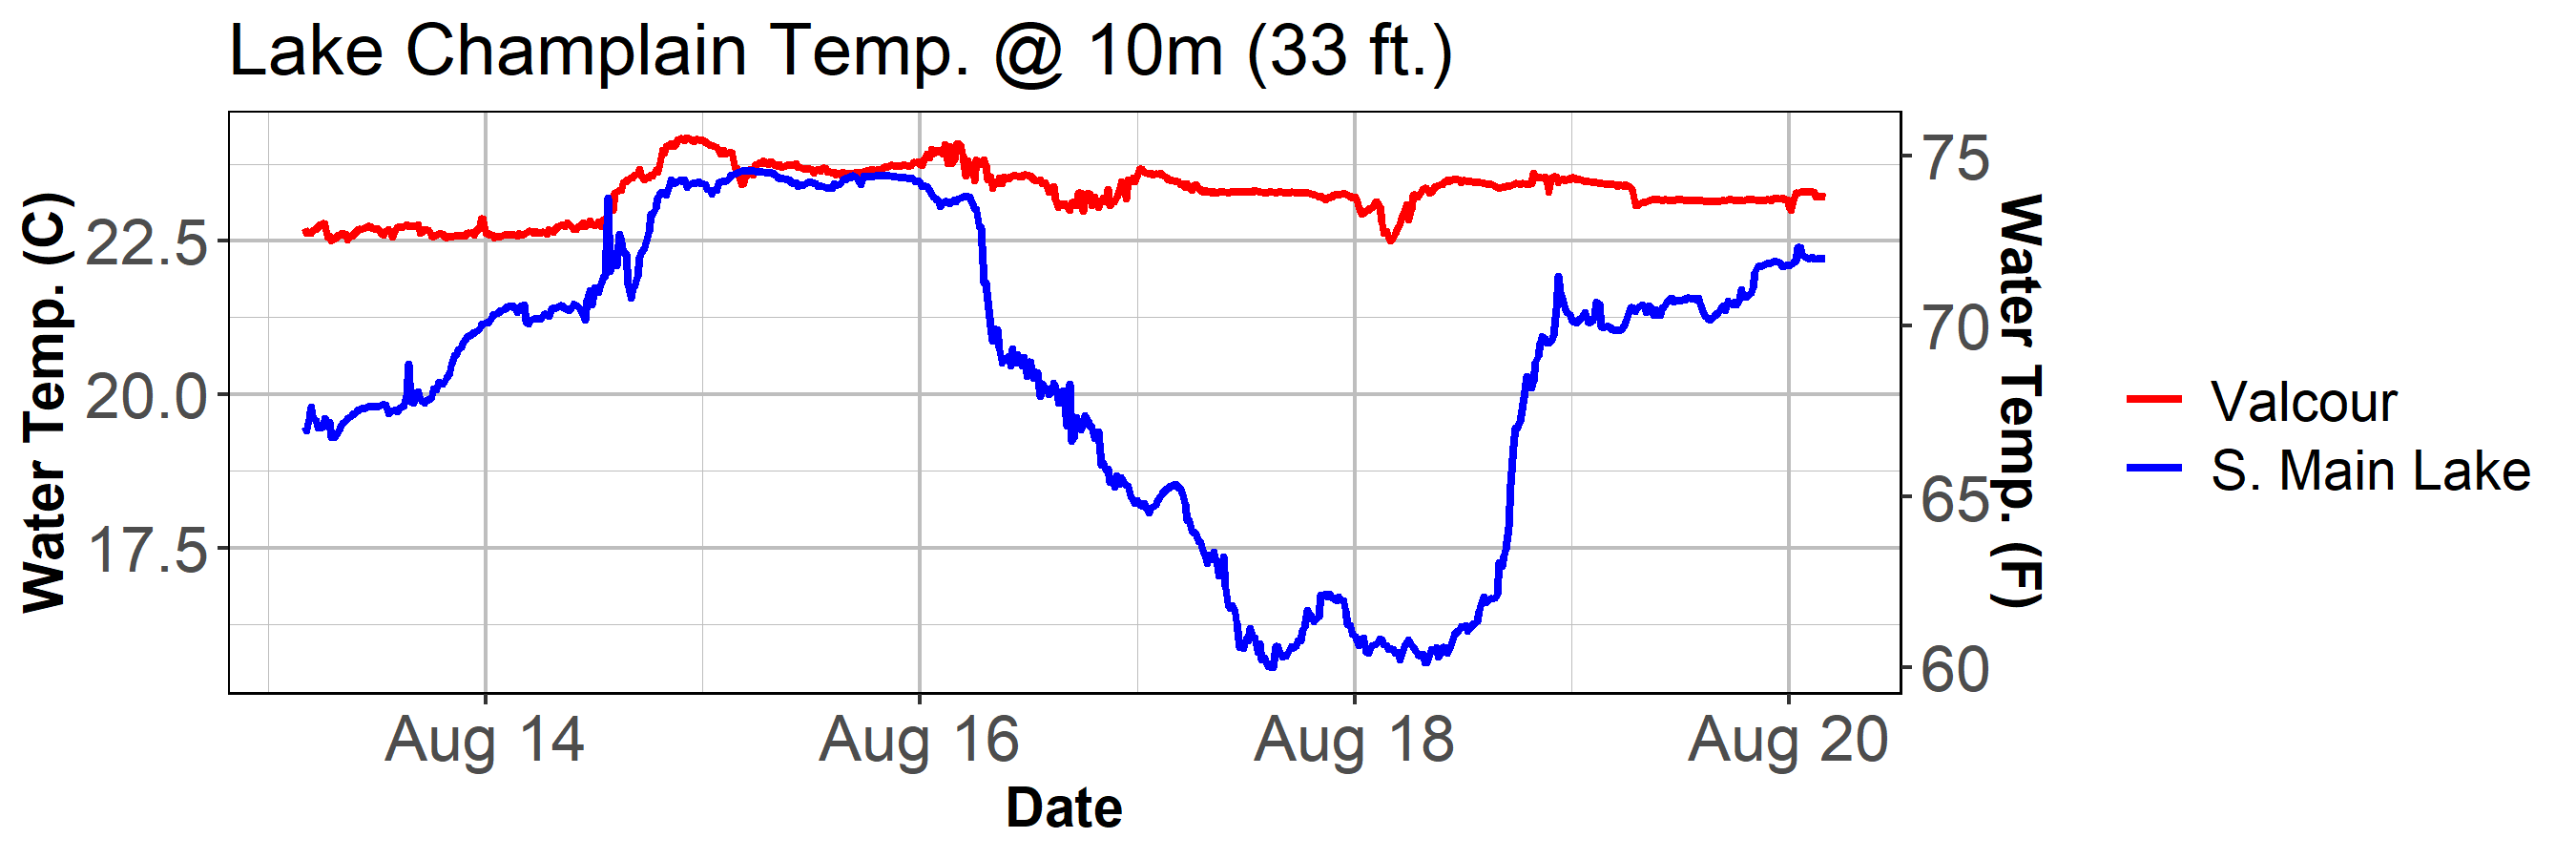 Lake Champlain Temp. @ 10m (33 ft.)
Water Temp. (C)
22.5
20.0
17.5
75
70
65
60
Water Temp. (F)
Aug 14
Aug 16
Aug 18
Aug 20
Date
Valcour
S. Main Lake